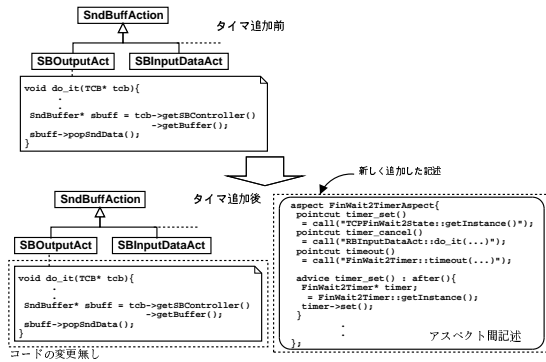 SndBuffAction
タイマ追加前
SBOutputAct
SBInputDataAct
void do_it(TCB* tcb){
.
.
SndBuffer* sbuff = tcb->getSBController()
->getBuffer();
sbuff->popSndData();
}
新しく追加した記述
SndBuffAction
タイマ追加後
SBOutputAct
SBInputDataAct
void do_it(TCB* tcb){
.
.
SndBuffer* sbuff = tcb->getSBController()
->getBuffer();
sbuff->popSndData();
}
コードの変更無し
aspect FinWait2TimerAspect{
pointcut timer_set()
= call("TCPFinWait2State::getInstance()");
pointcut timer_cancel()
= call("RBInputDataAct::do_it(...)");
pointcut timeout()
= call("FinWait2Timer::timeout(...)");
advice timer_set() : after(){
FinWait2Timer* timer;
= FinWait2Timer::getInstance();
timer->set();
}
.
.
};
アスペクト間記述